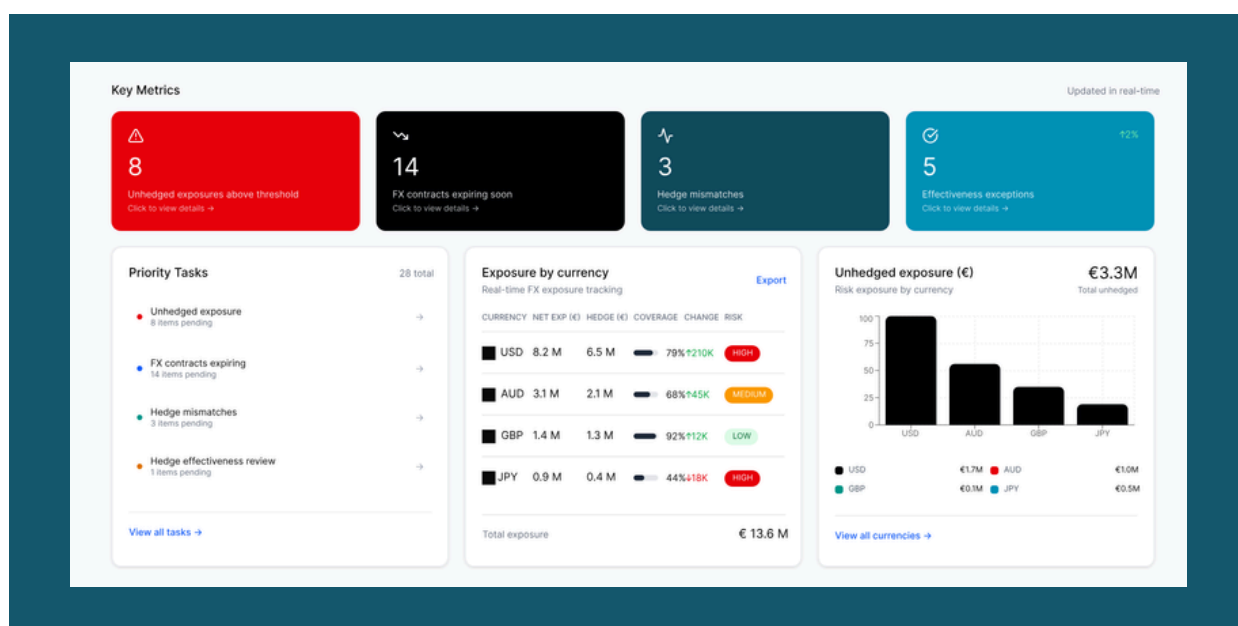 Key Metrics
Updated in real-time
8
Unhedged exposures above threshold
Click to view details →
14
FX contracts expiring soon
Click to view details →
3
Hedge mismatches
Click to view details →
↑2%
5
Effectiveness exceptions
Click to view details →
Priority Tasks
28 total
Unhedged exposure
8 items pending
→
FX contracts expiring
14 items pending
→
Hedge mismatches
3 items pending
→
Hedge effectiveness review
1 items pending
→
View all tasks →
Exposure by currency
Real-time FX exposure tracking
Export
CURRENCY NET EXP (€) HEDGE (€) COVERAGE CHANGE RISK
USD 8.2 M 6.5 M 79% ↑210K HIGH
AUD 3.1 M 2.1 M 68% ↑45K MEDIUM
GBP 1.4 M 1.3 M 92% ↑12K LOW
JPY 0.9 M 0.4 M 44% ↓18K HIGH
Total exposure € 13.6 M
Unhedged exposure (€)
Risk exposure by currency
€3.3M
Total unhedged
100
75
50
25
0
USD AUD GBP JPY
USD €1.7M AUD €1.0M
GBP €0.1M JPY €0.5M
View all currencies →